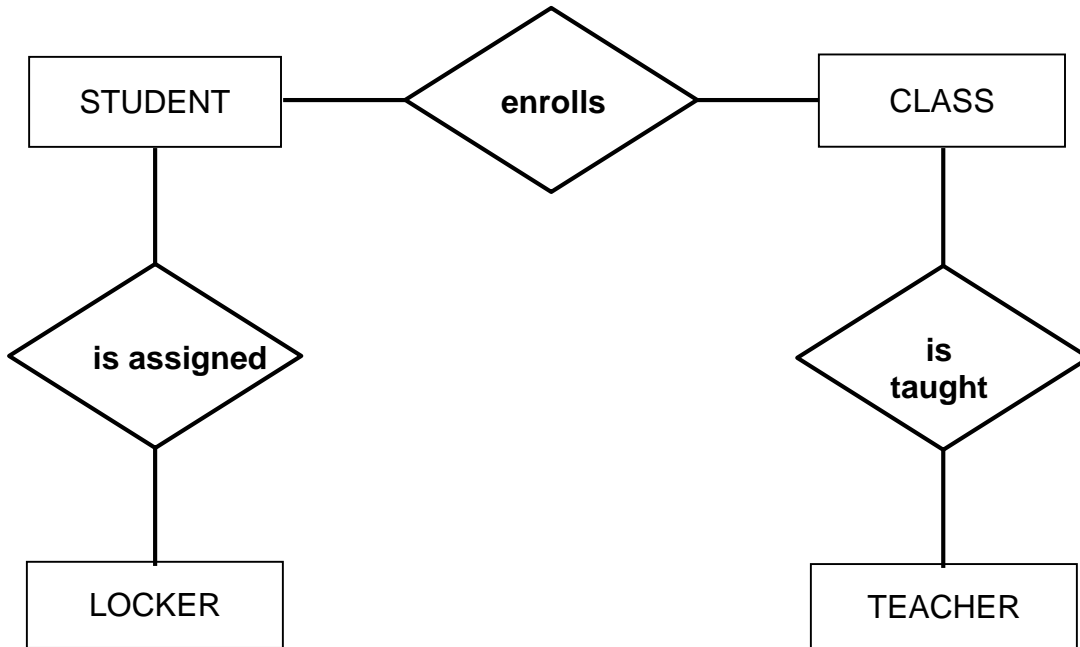 STUDENT
enrolls
CLASS
is assigned
is
taught
LOCKER
TEACHER